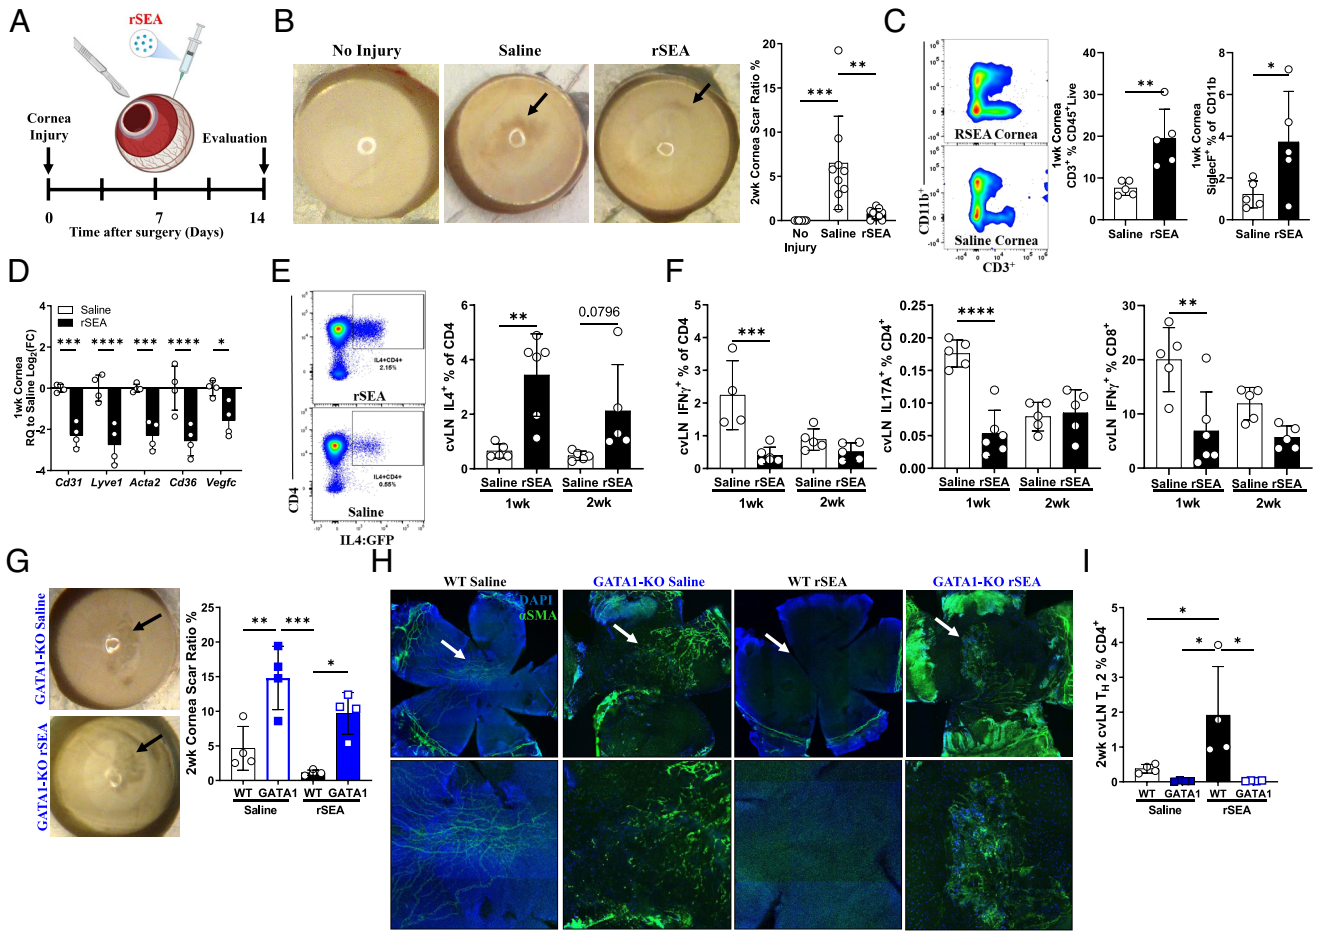 A
rSEA
Cornea
Injury
Evaluation
0
7
14
Time after surgery (Days)
B
No Injury
Saline
rSEA
2wk Cornea Scar Ratio %
20
15
10
5
0
***
**
No
Injury
Saline
rSEA
C
CD11b+
RSEA Cornea
Saline Cornea
CD3+
1wk Cornea
CD3+ % CD45+Live
40
30
20
10
0
**
Saline rSEA
1wk Cornea
SiglecF+ % of CD11b
8
6
4
2
0
*
Saline rSEA
D
1wk Cornea
RQ to Saline Log2(FC)
4
2
0
-2
-4
Saline
rSEA
*** **** *** **** *
Cd31 Lyve1 Acta2 Cd36 Vegfc
E
CD4
IL4+CD4+
2.15%
rSEA
IL4+CD4+
0.55%
Saline
IL4:GFP
cvLN IL4+ % of CD4
6
4
2
0
**
0.0796
Saline rSEA Saline rSEA
1wk 2wk
F
cvLN IFNγ+ % of CD4
6
4
2
0
***
Saline rSEA Saline rSEA
1wk 2wk
cvLN IL17A+ % CD4+
0.25
0.20
0.15
0.10
0.05
0.00
****
Saline rSEA Saline rSEA
1wk 2wk
cvLN IFNγ+ % CD8+
30
20
10
0
**
Saline rSEA Saline rSEA
1wk 2wk
G
GATA1-KO Saline
GATA1-KO rSEA
2wk Cornea Scar Ratio %
25
20
15
10
5
0
** ***
*
WT GATA1 WT GATA1
Saline rSEA
H
WT Saline
GATA1-KO Saline
WT rSEA
GATA1-KO rSEA
DAPI
αSMA
I
2wk cvLN TH 2 % CD4+
5
4
3
2
1
0
*
* *
WT GATA1 WT GATA1
Saline rSEA